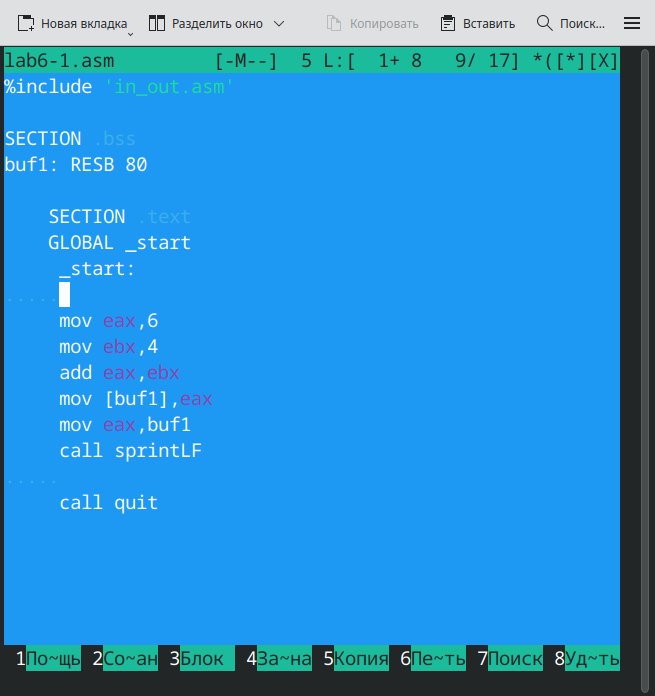 Новая вкладка Разделить окно Копировать Вставить Поиск...
lab6-1.asm [-M--] 5 L:[ 1+ 8 9/ 17] *([*][X]
%include 'in_out.asm'
SECTION .bss
buf1: RESB 80
SECTION .text
GLOBAL _start
_start:
.....
mov eax,6
mov ebx,4
add eax,ebx
mov [buf1],eax
mov eax,buf1
call sprintLF
.....
call quit
1По~щь 2Со~ан 3Блок 4За~на 5Копия 6Пе~ть 7Поиск 8Уд~ть